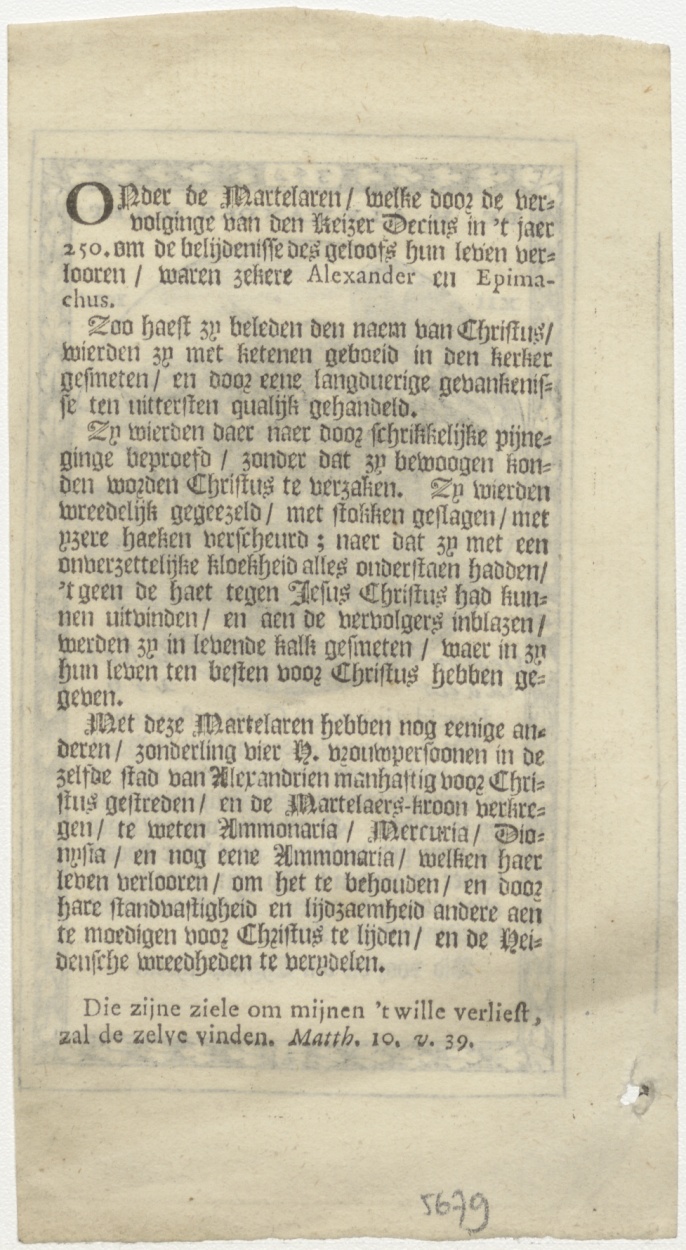 ONder de Martelaren/ welke door de ver-
volginge van den Keizer Decius in 't jaer
250. om de belijdenisse des geloofs hun leven ver-
looren / waren zekere Alexander en Epima-
chus.
Zoo haest zy beleden den naem van Christus/
wierden zy met ketenen geboeid in den kerker
gesmeten/ en door eene langduerige gevankenis-
se ten uittersten qualijk gehandeld.
Zy wierden daer naer door schrikkelijke pijne-
ginge beproefd / zonder dat zy bewoogen kon-
den worden Christus te verzaken. Zy wierden
wreedelijk gegeezeld/ met stokken geslagen/ met
yzere haeken verscheurd ; naer dat zy met een
onverzettelijke kloekheid alles onderstaen hadden/
't geen de haet tegen Jesus Christus had kun-
nen uitvinden/ en aen de vervolgers inblazen/
werden zy in levende kalk gesmeten / waer in zy
hun leven ten besten voor Christus hebben ge-
geven.
Met deze Martelaren hebben nog eenige an-
deren/ zonderling vier H. vrouwpersoonen in de
zelfde stad van Alexandrien manhaftig voor Chri-
stus gestreden/ en de Martelaers-kroon verkre-
gen/ te weten Ammonaria / Mercuria/ Dio-
nysia / en nog eene Ammonaria/ welken haer
leven verlooren/ om het te behouden/ en door
hare standvastigheid en lijdzaemheid andere aen
te moedigen voor Christus te lijden/ en de Hei-
densche wreedheden te verydelen.
Die zijne ziele om mijnen 't wille verliest,
zal de zelve vinden. Matth. 10. v. 39.
5679